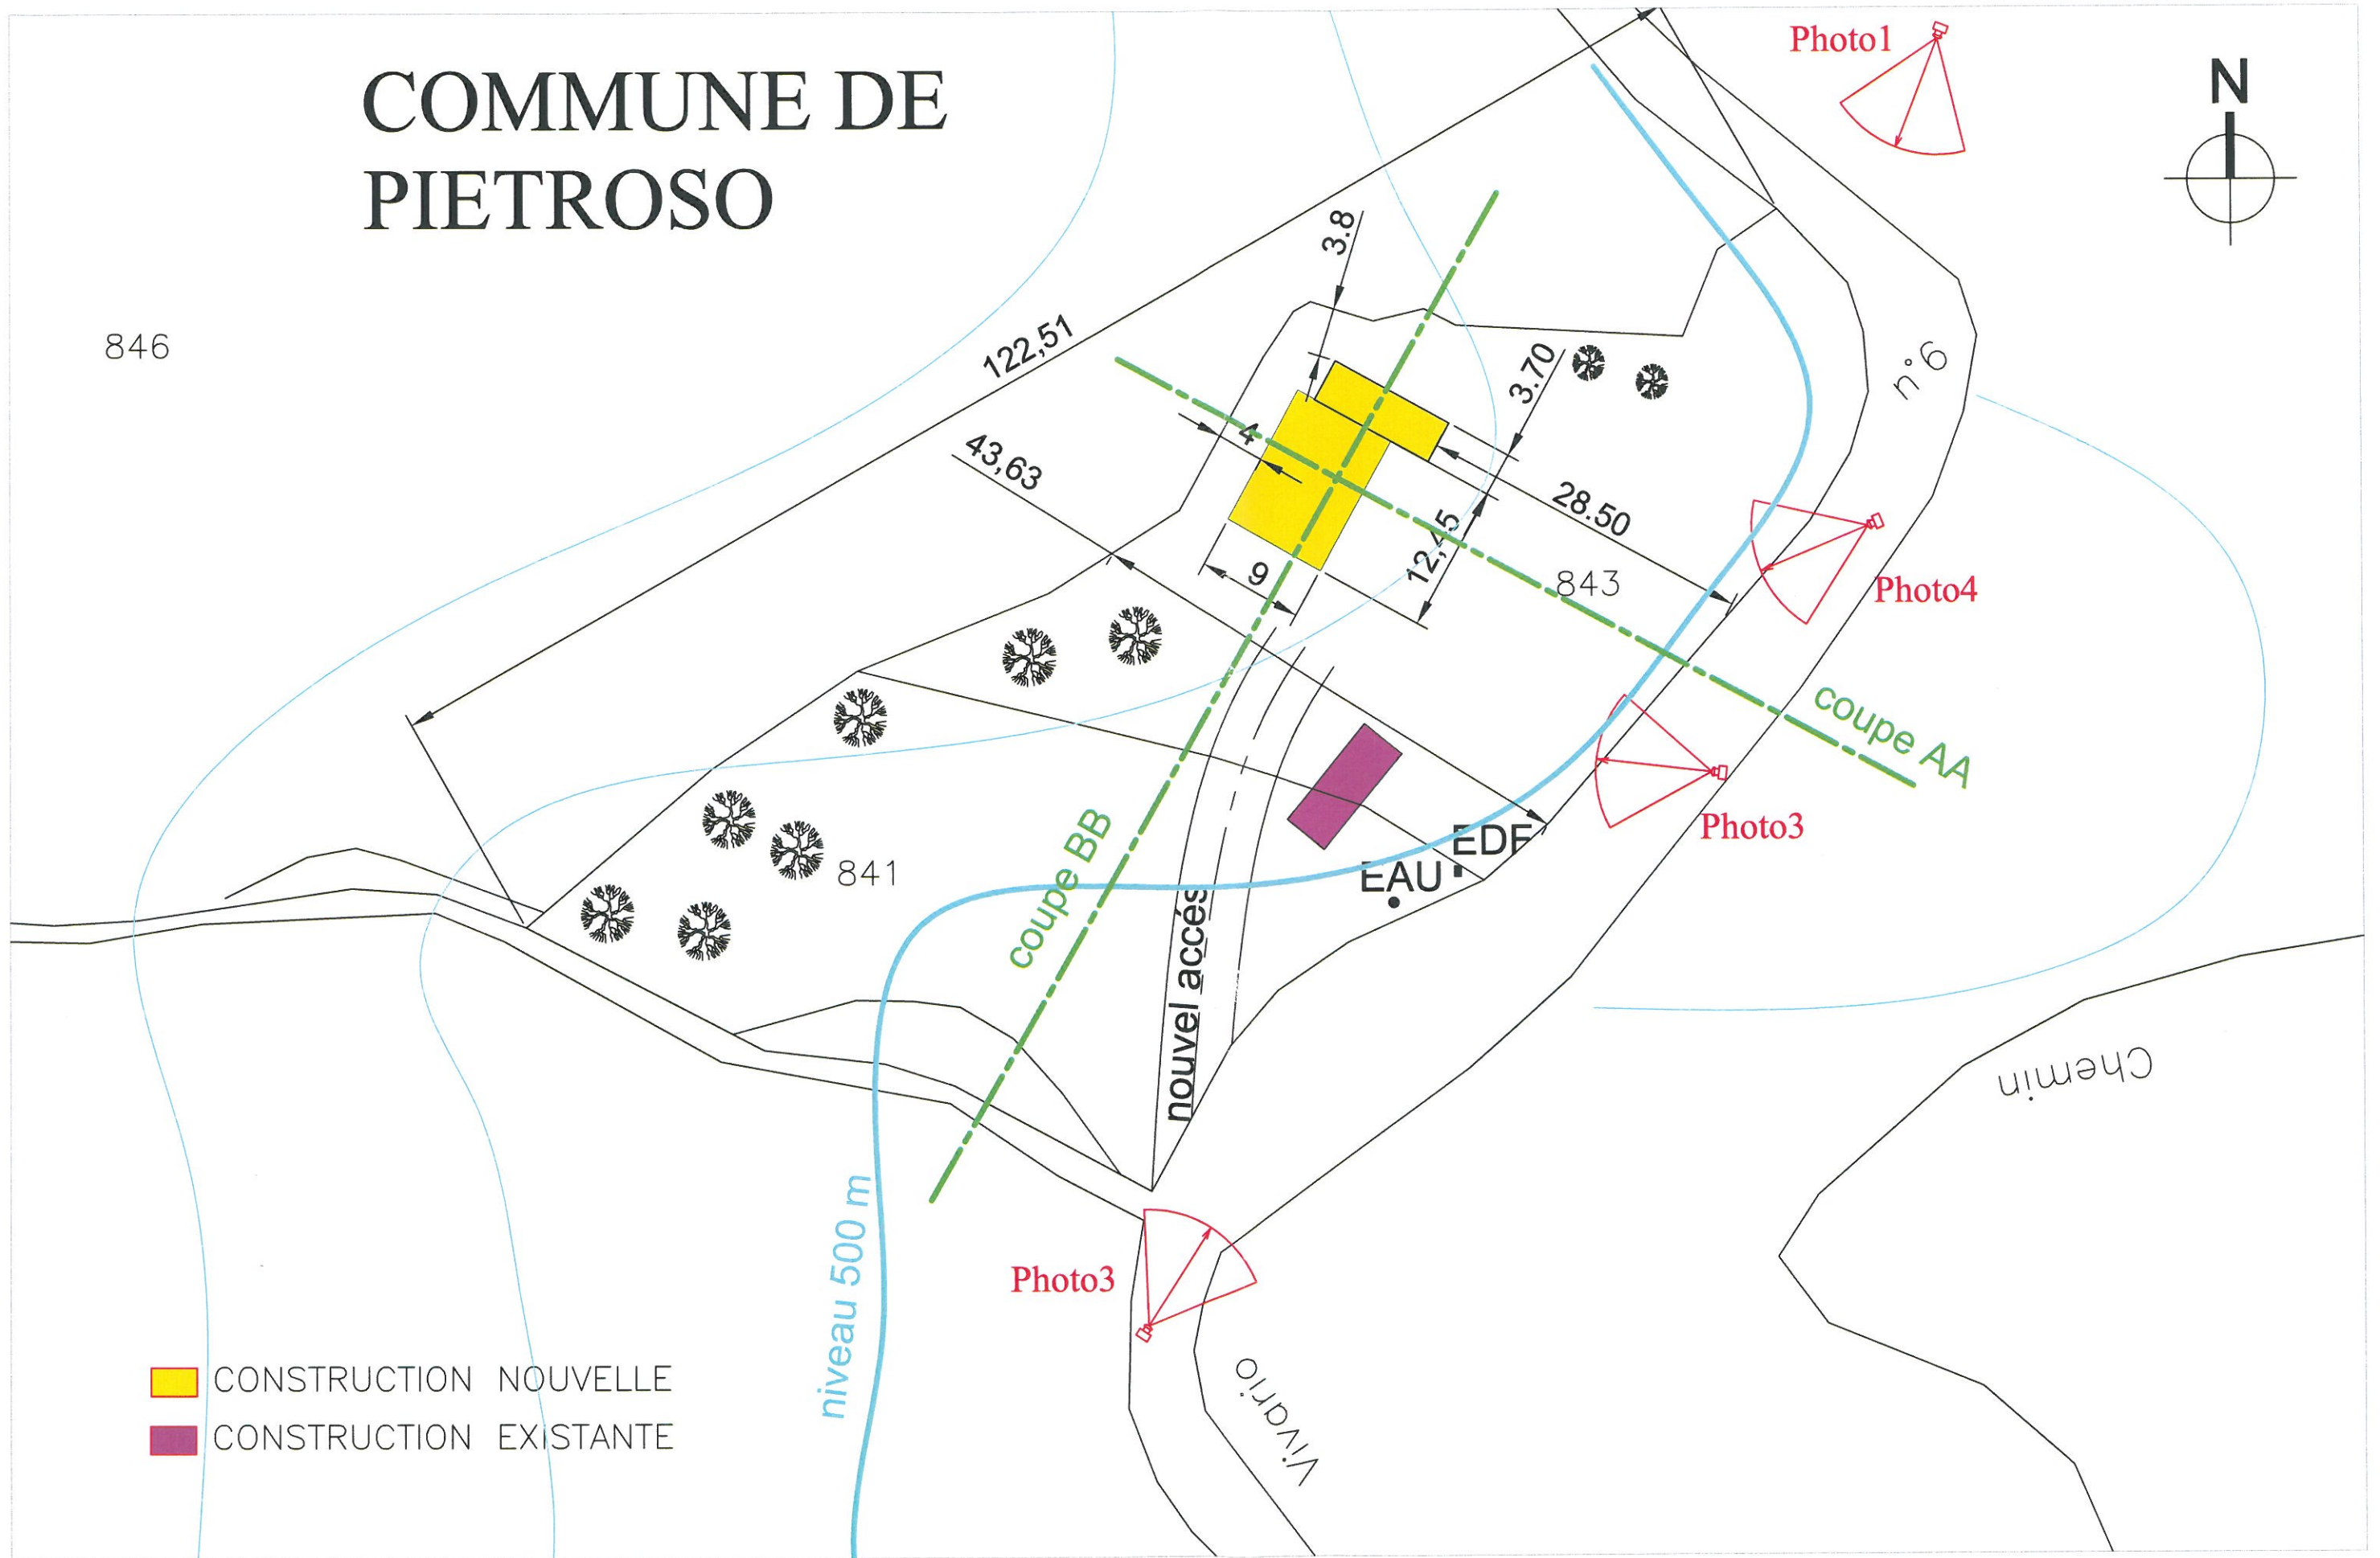 COMMUNE DE
PIETROSO
Photo1
N
846
122,51
3.8
n°6
3.70
4
43,63
28.50
12,45
9
843
Photo4
coupe AA
Photo3
EDF
EAU
841
coupe BB
nouvel accés
Chemin
niveau 500 m
Photo3
Vivario
CONSTRUCTION NOUVELLE
CONSTRUCTION EXISTANTE